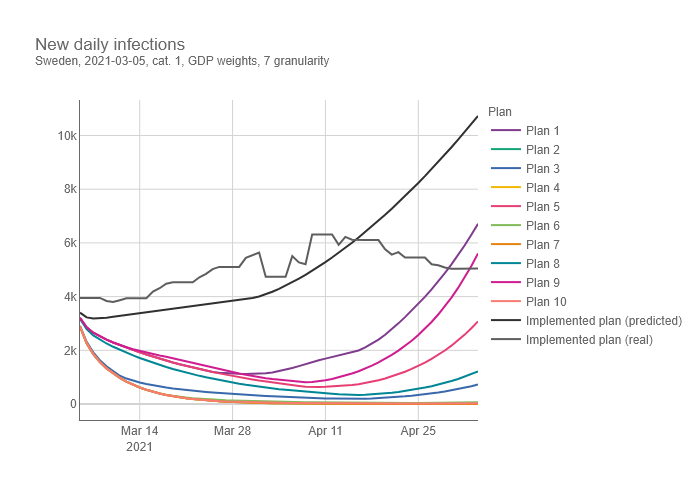 New daily infections
Sweden, 2021-03-05, cat. 1, GDP weights, 7 granularity
Plan
Plan 1
Plan 2
Plan 3
Plan 4
Plan 5
Plan 6
Plan 7
Plan 8
Plan 9
Plan 10
Implemented plan (predicted)
Implemented plan (real)
10k
8k
6k
4k
2k
0
Mar 14
2021
Mar 28
Apr 11
Apr 25